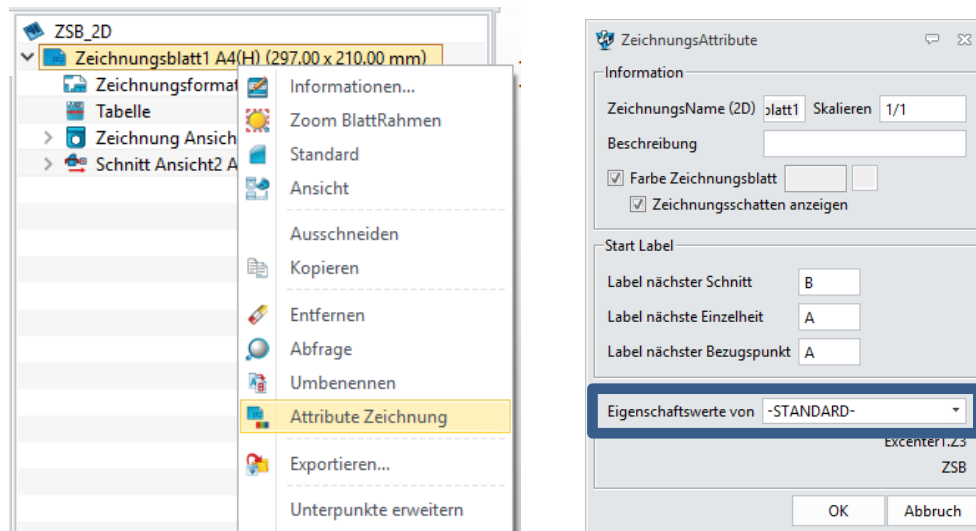 ZSB_2D
Zeichnungsblatt1 A4(H) (297.00 x 210.00 mm)
Zeichnungsformat
Tabelle
Zeichnung Ansich
Schnitt Ansicht2 A
Informationen...
Zoom BlattRahmen
Standard
Ansicht
Ausschneiden
Kopieren
Entfernen
Abfrage
Umbenennen
Attribute Zeichnung
Exportieren...
Unterpunkte erweitern
ZeichnungsAttribute
Information
ZeichnungsName (2D) blatt1 Skalieren 1/1
Beschreibung
Farbe Zeichnungsblatt
Zeichnungsschatten anzeigen
Start Label
Label nächster Schnitt B
Label nächste Einzelheit A
Label nächster Bezugspunkt A
Eigenschaftswerte von -STANDARD-
Excenter1.Z3
ZSB
OK Abbruch